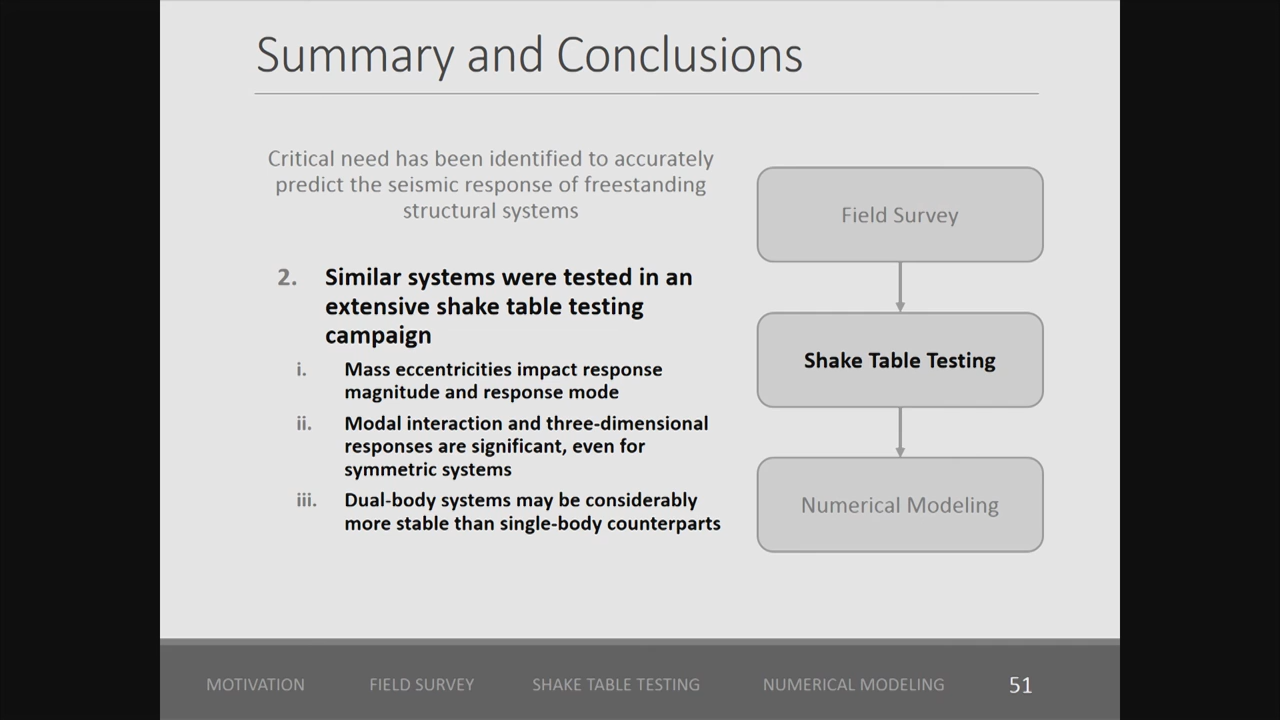 Summary and Conclusions
Critical need has been identified to accurately
predict the seismic response of freestanding
structural systems
2. Similar systems were tested in an
extensive shake table testing
campaign
i. Mass eccentricities impact response
magnitude and response mode
ii. Modal interaction and three-dimensional
responses are significant, even for
symmetric systems
iii. Dual-body systems may be considerably
more stable than single-body counterparts
Field Survey
Shake Table Testing
Numerical Modeling
MOTIVATION FIELD SURVEY SHAKE TABLE TESTING NUMERICAL MODELING 51